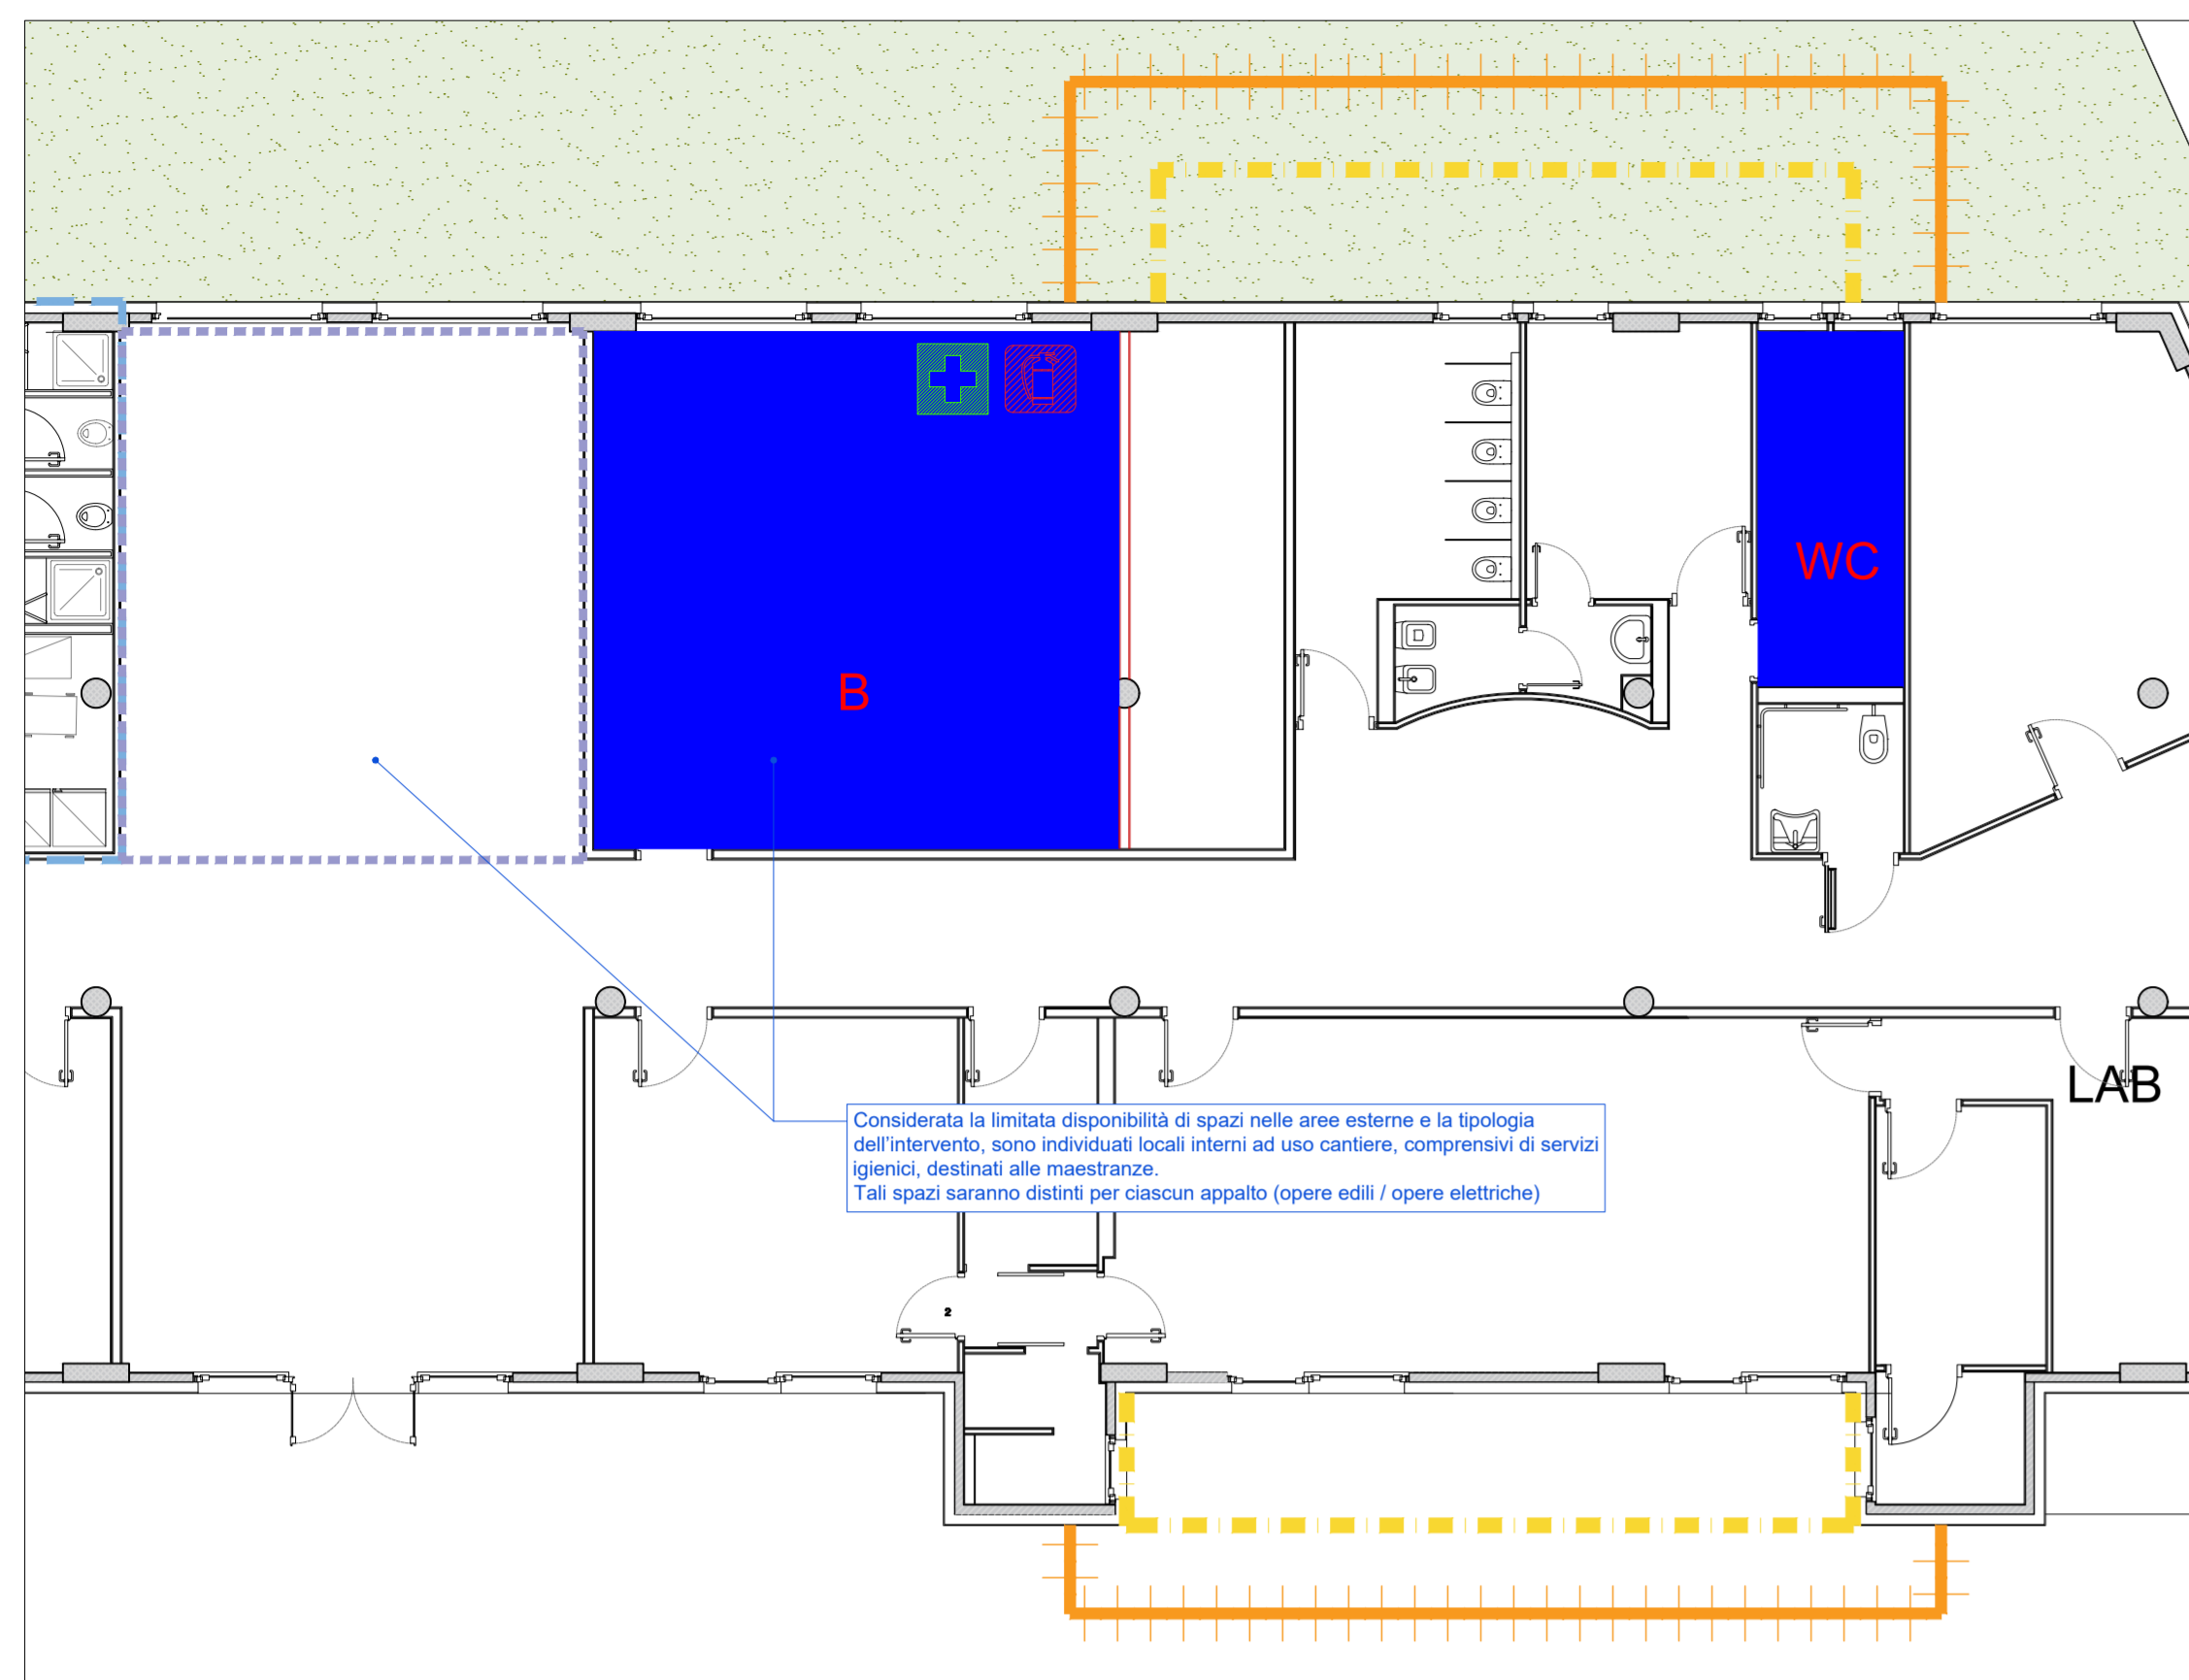 WC
B
LAB
Considerata la limitata disponibilità di spazi nelle aree esterne e la tipologia
dell'intervento, sono individuati locali interni ad uso cantiere, comprensivi di servizi
igienici, destinati alle maestranze.
Tali spazi saranno distinti per ciascun appalto (opere edili / opere elettriche)
2